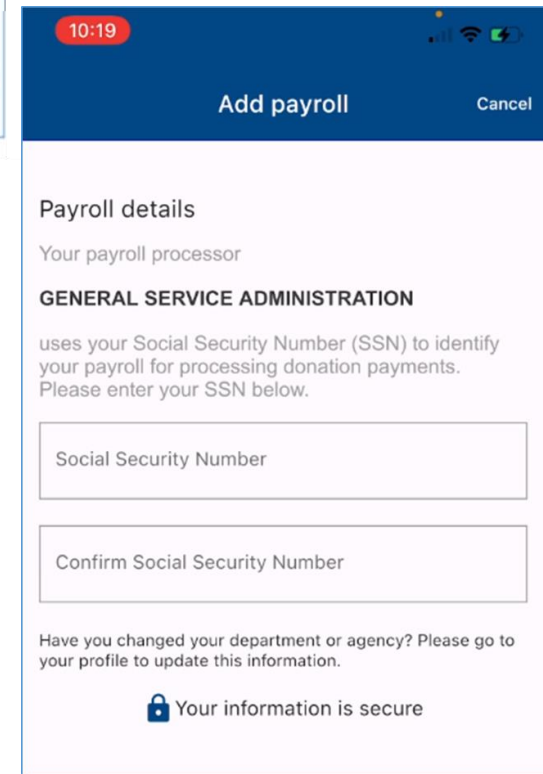 10:19
Add payroll
Cancel
Payroll details
Your payroll processor
GENERAL SERVICE ADMINISTRATION
uses your Social Security Number (SSN) to identify
your payroll for processing donation payments.
Please enter your SSN below.
Social Security Number
Confirm Social Security Number
Have you changed your department or agency? Please go to
your profile to update this information.
Your information is secure